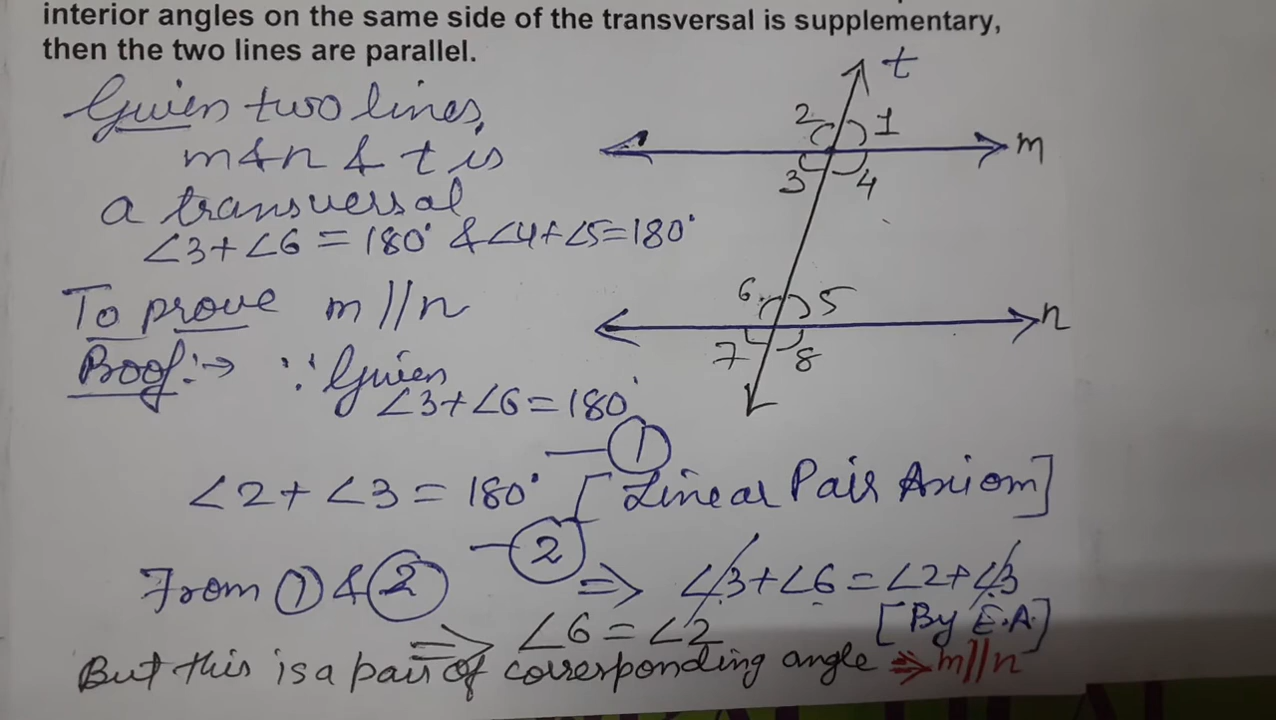 interior angles on the same side of the transversal is supplementary,
then the two lines are parallel.
t
Given two lines,
m & n & t is
a transversal
∠3+∠6 = 180° & ∠4+∠5=180°
2 1
m
3 4
To prove m//n
6 5
n
7 8
Proof:→ ∵ Given
∠3+∠6=180°
—①
∠2+∠3=180° [Linear Pair Axiom]
—②
From ① & ② ⇒ ∠3+∠6=∠2+∠3
⇒ ∠6=∠2 [By E.A.]
But this is a pair of corresponding angle ⇒ m//n